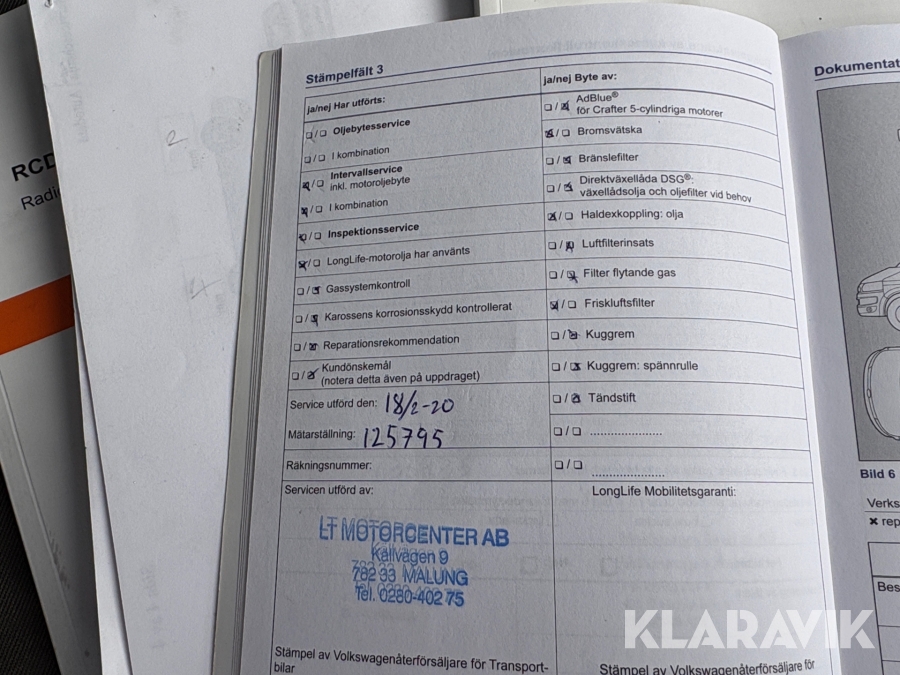 RCD
Radio
Stämpelfält 3
ja/nej Har utförts:
❏/❏ Oljebytesservice
❏/❏ I kombination
☒/❏ Intervallservice
inkl. motoroljebyte
☒/❏ I kombination
☒/❏ Inspektionsservice
☒/❏ LongLife-motorolja har använts
❏/☒ Gassystemkontroll
❏/☒ Karossens korrosionsskydd kontrollerat
❏/☒ Reparationsrekommendation
❏/☒ Kundönskemål
(notera detta även på uppdraget)
Service utförd den: 18/2-20
Mätarställning: 125795
Räkningsnummer:
Servicen utförd av:
LT MOTORCENTER AB
Källvägen 9
782 33 MALUNG
Tel. 0280-402 75
Stämpel av Volkswagenåterförsäljare för Transport-
bilar
ja/nej Byte av:
❏/☒ AdBlue®
för Crafter 5-cylindriga motorer
☒/❏ Bromsvätska
❏/☒ Bränslefilter
❏/☒ Direktväxellåda DSG®:
växellådsolja och oljefilter vid behov
☒/❏ Haldexkoppling: olja
❏/☒ Luftfilterinsats
❏/☒ Filter flytande gas
☒/❏ Friskluftsfilter
❏/☒ Kuggrem
❏/☒ Kuggrem: spännrulle
❏/☒ Tändstift
❏/❏ .....................
❏/❏ .....................
LongLife Mobilitetsgaranti:
Stämpel av Volkswagenåterförsäljare för
Dokumentat
Bild 6
Verks
✖ rep
Bes
KLARAVIK